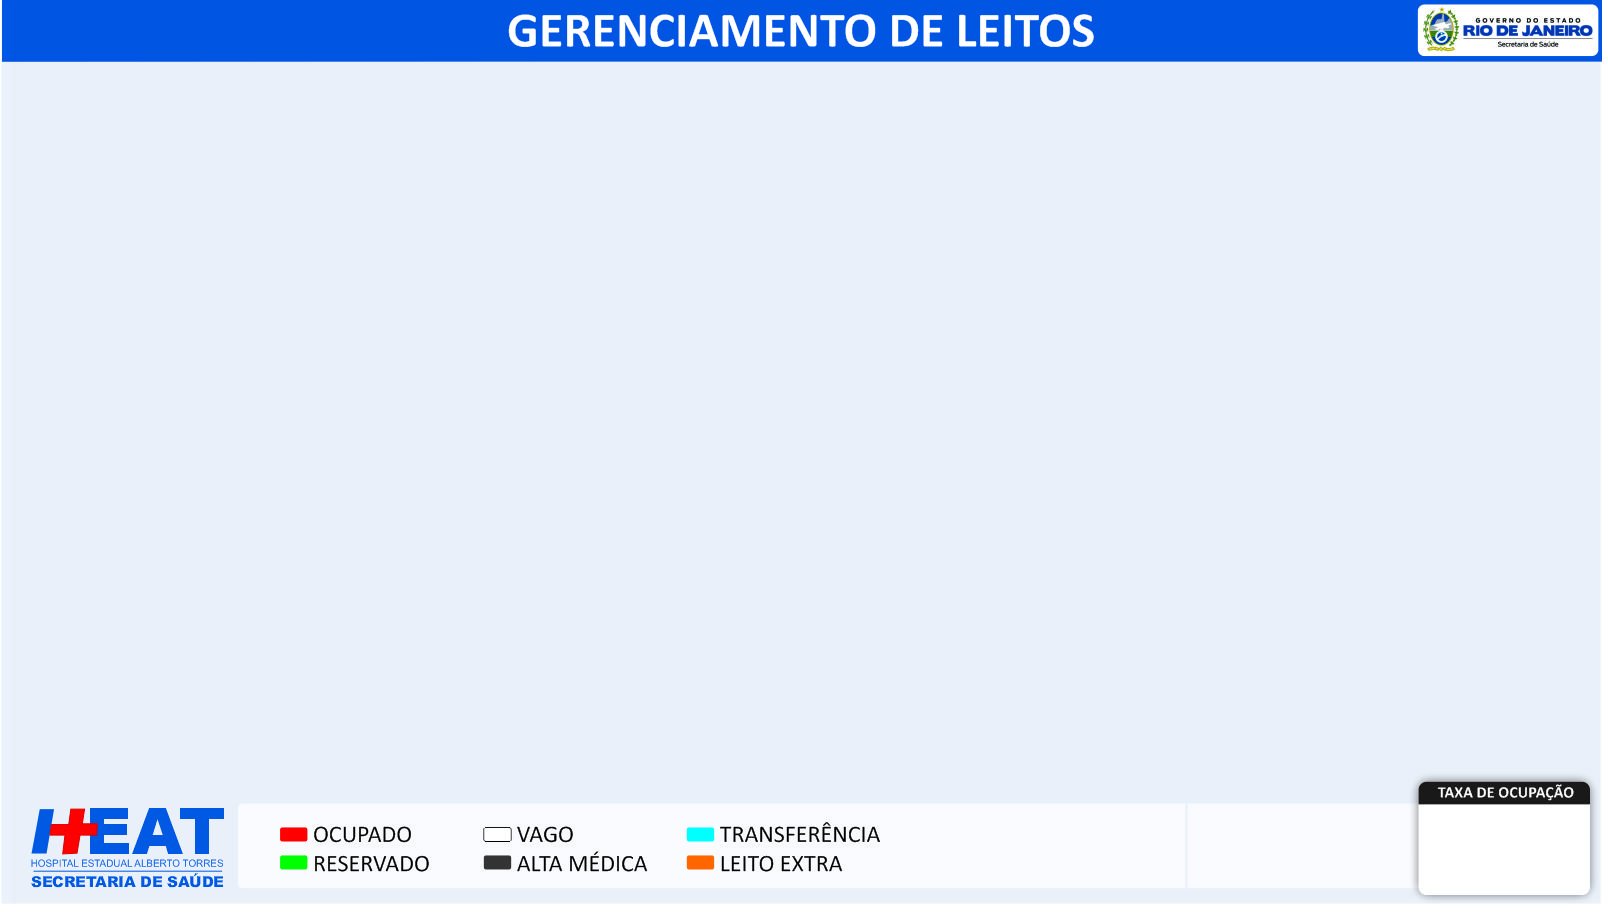 GERENCIAMENTO DE LEITOS
GOVERNO DO ESTADO
RIO DE JANEIRO
Secretaria de Saúde
TAXA DE OCUPAÇÃO
HEAT
HOSPITAL ESTADUAL ALBERTO TORRES
SECRETARIA DE SAÚDE
OCUPADO
VAGO
TRANSFERÊNCIA
RESERVADO
ALTA MÉDICA
LEITO EXTRA